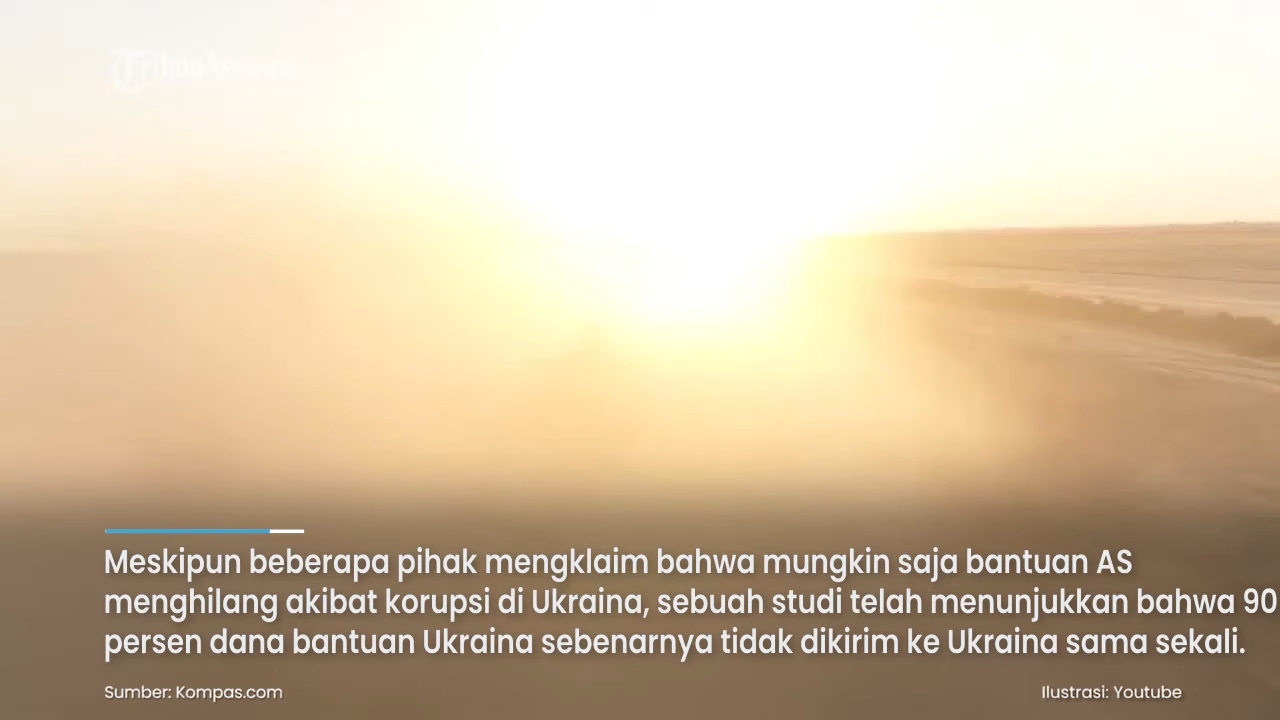 Tribunnews
Meskipun beberapa pihak mengklaim bahwa mungkin saja bantuan AS
menghilang akibat korupsi di Ukraina, sebuah studi telah menunjukkan bahwa 90
persen dana bantuan Ukraina sebenarnya tidak dikirim ke Ukraina sama sekali.
Sumber: Kompas.com
Ilustrasi: Youtube